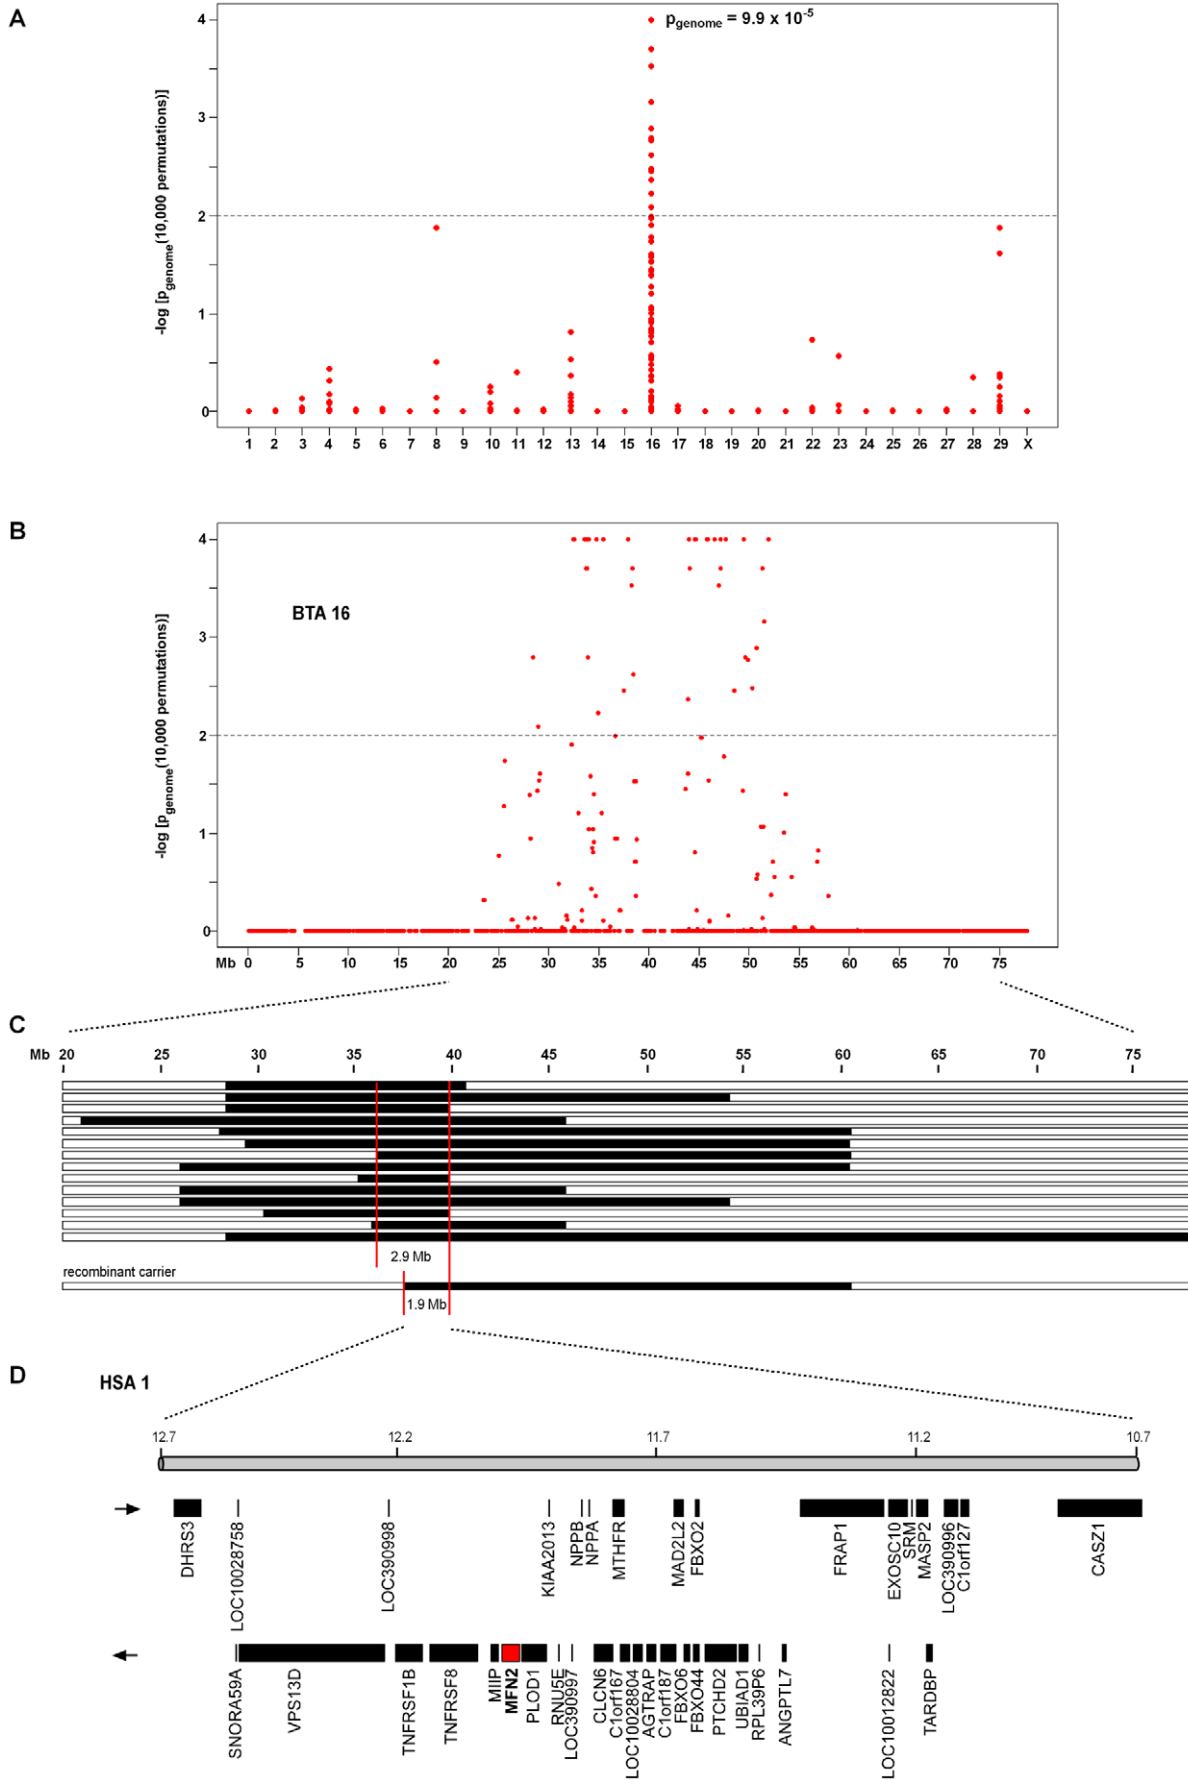 A
p_genome = 9.9 x 10^-5
-log [p_genome(10,000 permutations)]
4
3
2
1
0
1 2 3 4 5 6 7 8 9 10 11 12 13 14 15 16 17 18 19 20 21 22 23 24 25 26 27 28 29 X
B
BTA 16
-log [p_genome(10,000 permutations)]
4
3
2
1
0
Mb 0 5 10 15 20 25 30 35 40 45 50 55 60 65 70 75
C
Mb 20 25 30 35 40 45 50 55 60 65 70 75
2.9 Mb
recombinant carrier
1.9 Mb
D
HSA 1
12.7 12.2 11.7 11.2 10.7
DHRS3
LOC10028758
LOC390998
KIAA2013
NPPB
NPPA
MTHFR
MAD2L2
FBXO2
FRAP1
EXOSC10
SRM
MASP2
LOC390996
C1orf127
CASZ1
SNORA59A
VPS13D
TNFRSF1B
TNFRSF8
MIIP
MFN2
PLOD1
RNU5E
LOC390997
CLCN6
C1orf167
LOC10028804
AGTRAP
C1orf187
FBXO6
FBXO44
PTCHD2
UBIAD1
RPL39P6
ANGPTL7
LOC10012822
TARDBP